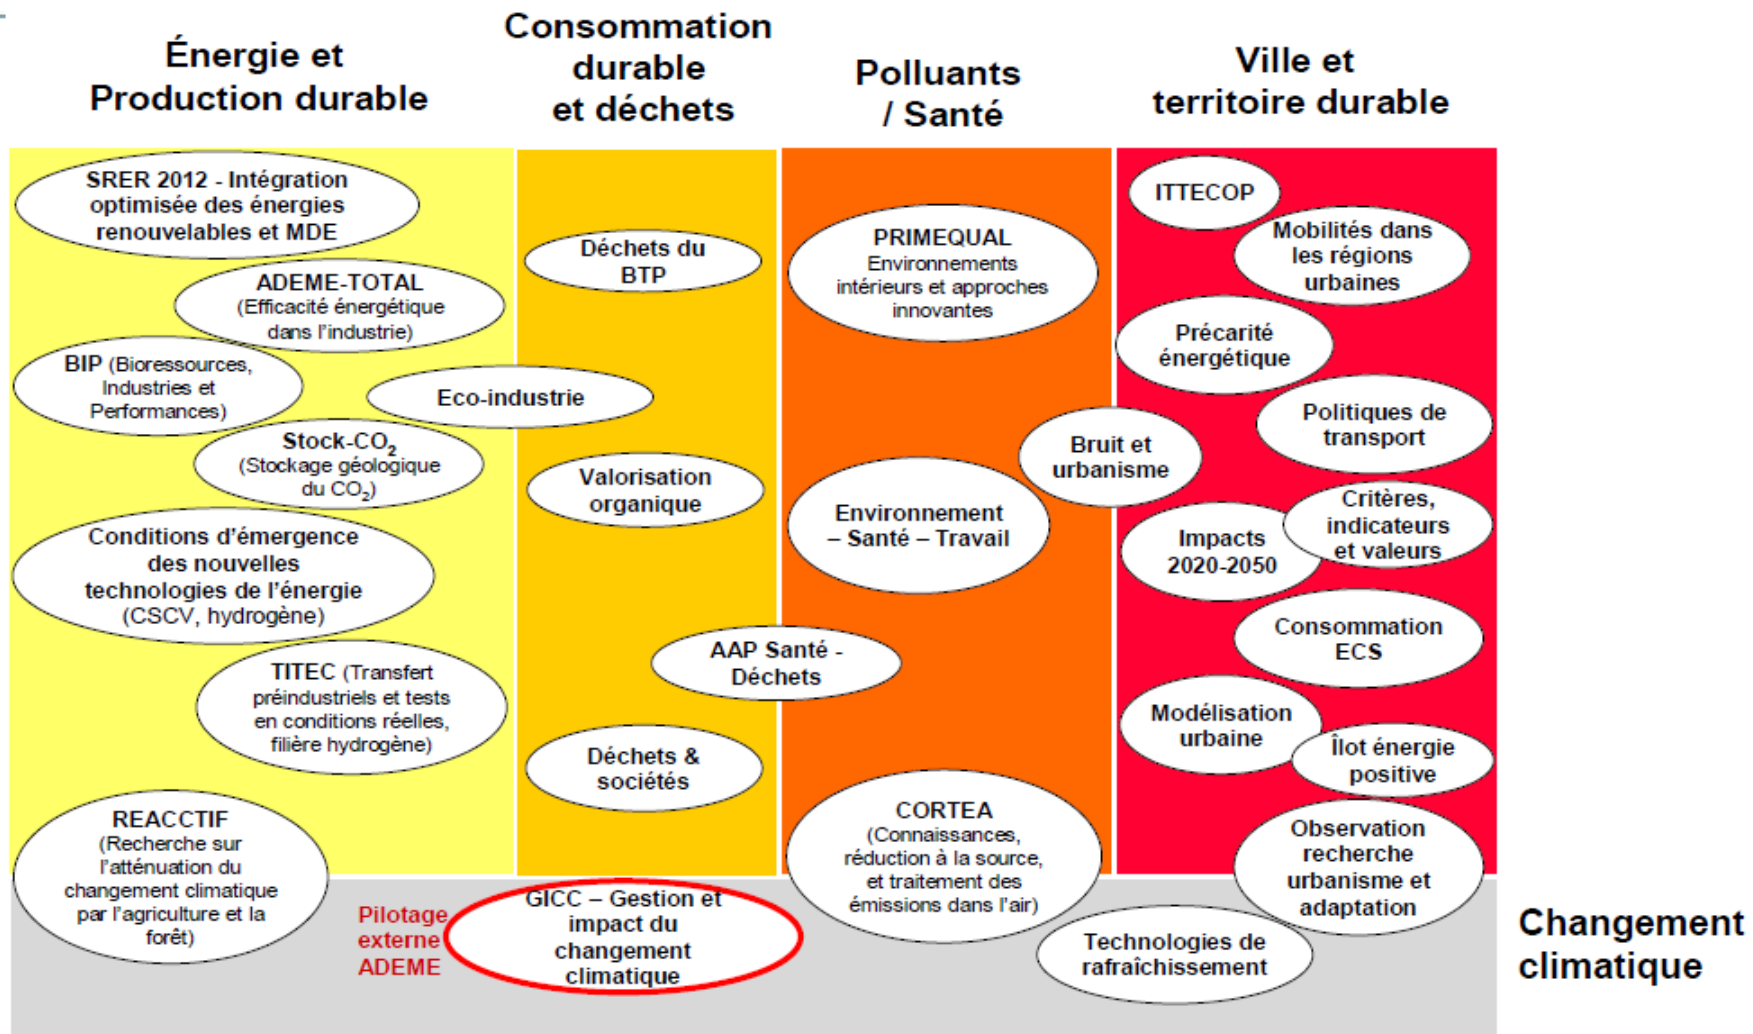 Énergie et
Production durable
Consommation
durable
et déchets
Polluants
/ Santé
Ville et
territoire durable
SRER 2012 - Intégration
optimisée des énergies
renouvelables et MDE
ADEME-TOTAL
(Efficacité énergétique
dans l'industrie)
BIP (Bioressources,
Industries et
Performances)
Eco-industrie
Stock-CO2
(Stockage géologique
du CO2)
Conditions d'émergence
des nouvelles
technologies de l'énergie
(CSCV, hydrogène)
TITEC (Transfert
préindustriels et tests
en conditions réelles,
filière hydrogène)
REACCTIF
(Recherche sur
l'atténuation du
changement climatique
par l'agriculture et la
forêt)
Déchets du
BTP
Valorisation
organique
AAP Santé -
Déchets
Déchets &
sociétés
Pilotage
externe
ADEME
GICC – Gestion et
impact du
changement
climatique
PRIMEQUAL
Environnements
intérieurs et approches
innovantes
Bruit et
urbanisme
Environnement
– Santé – Travail
CORTEA
(Connaissances,
réduction à la source,
et traitement des
émissions dans l'air)
ITTECOP
Mobilités dans
les régions
urbaines
Précarité
énergétique
Politiques de
transport
Critères,
indicateurs
et valeurs
Impacts
2020-2050
Consommation
ECS
Modélisation
urbaine
Îlot énergie
positive
Observation
recherche
urbanisme et
adaptation
Technologies de
rafraîchissement
Changement
climatique